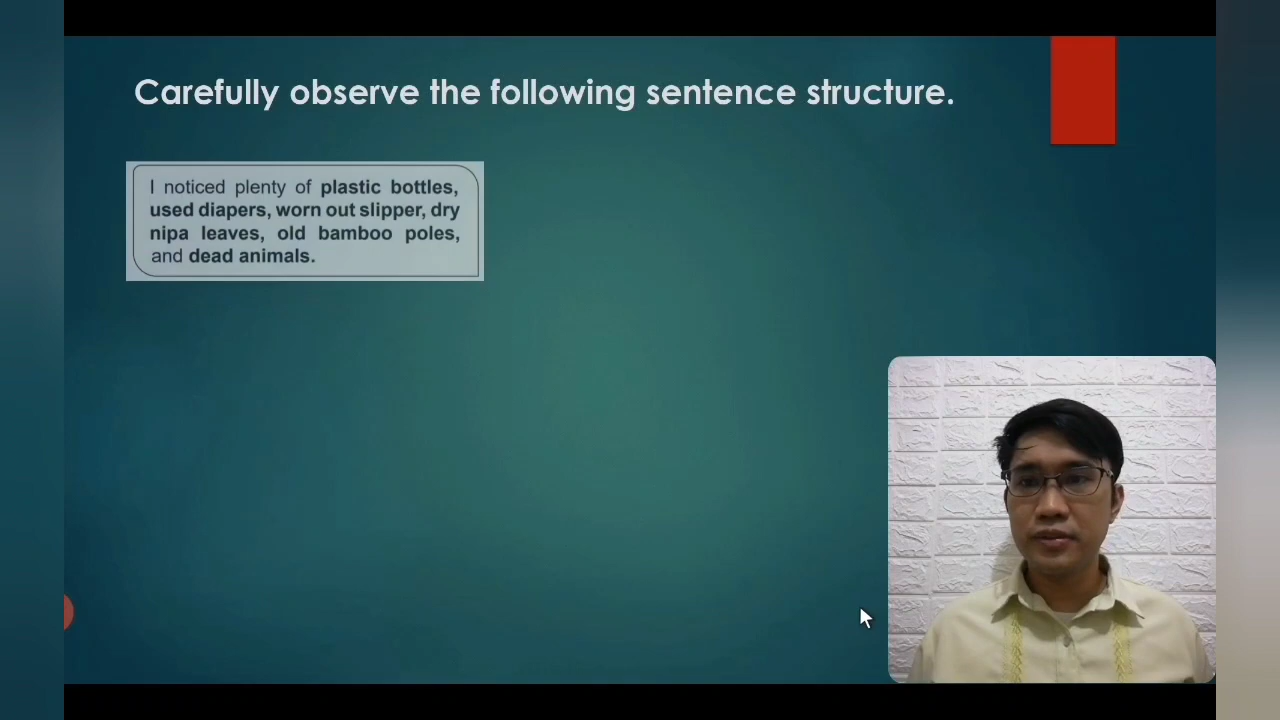 Carefully observe the following sentence structure.
I noticed plenty of plastic bottles,
used diapers, worn out slipper, dry
nipa leaves, old bamboo poles,
and dead animals.